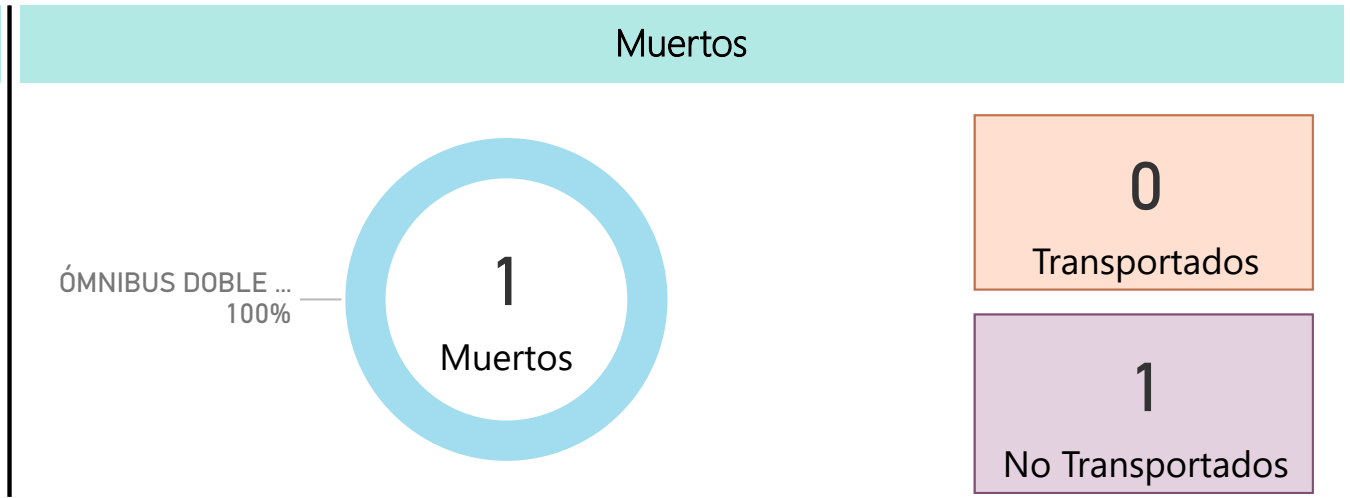 Muertos
ÓMNIBUS DOBLE ...
100%
1
Muertos
0
Transportados
1
No Transportados